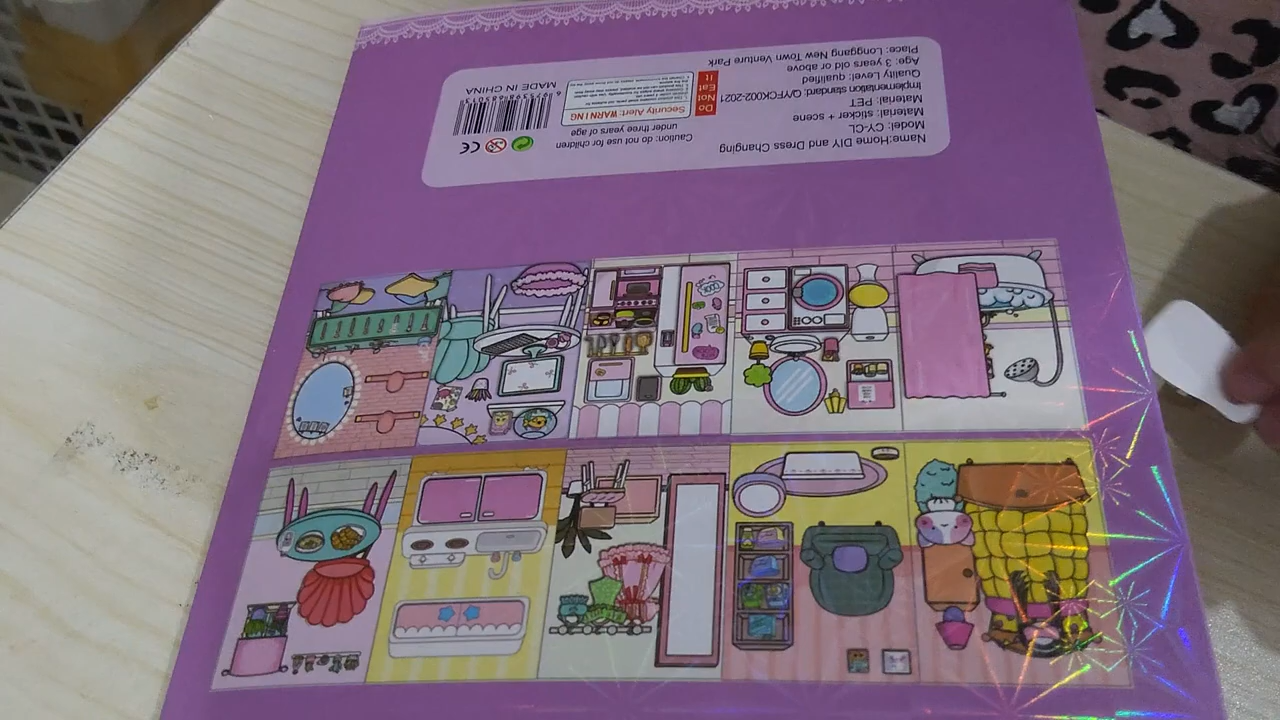 Name:Home DIY and Dress Changing
Model: CY-CL
Material: sticker + scene
Material: PET
Implementation Standard: Q/YFCK002-2021
Quality Level: qualified
Age: 3 years old or above
Place: Longgang New Town Venture Park
Caution: do not use for children
under three years of age
Do
Not
Eat
It
Security Alert: WARNING
CE
MADE IN CHINA